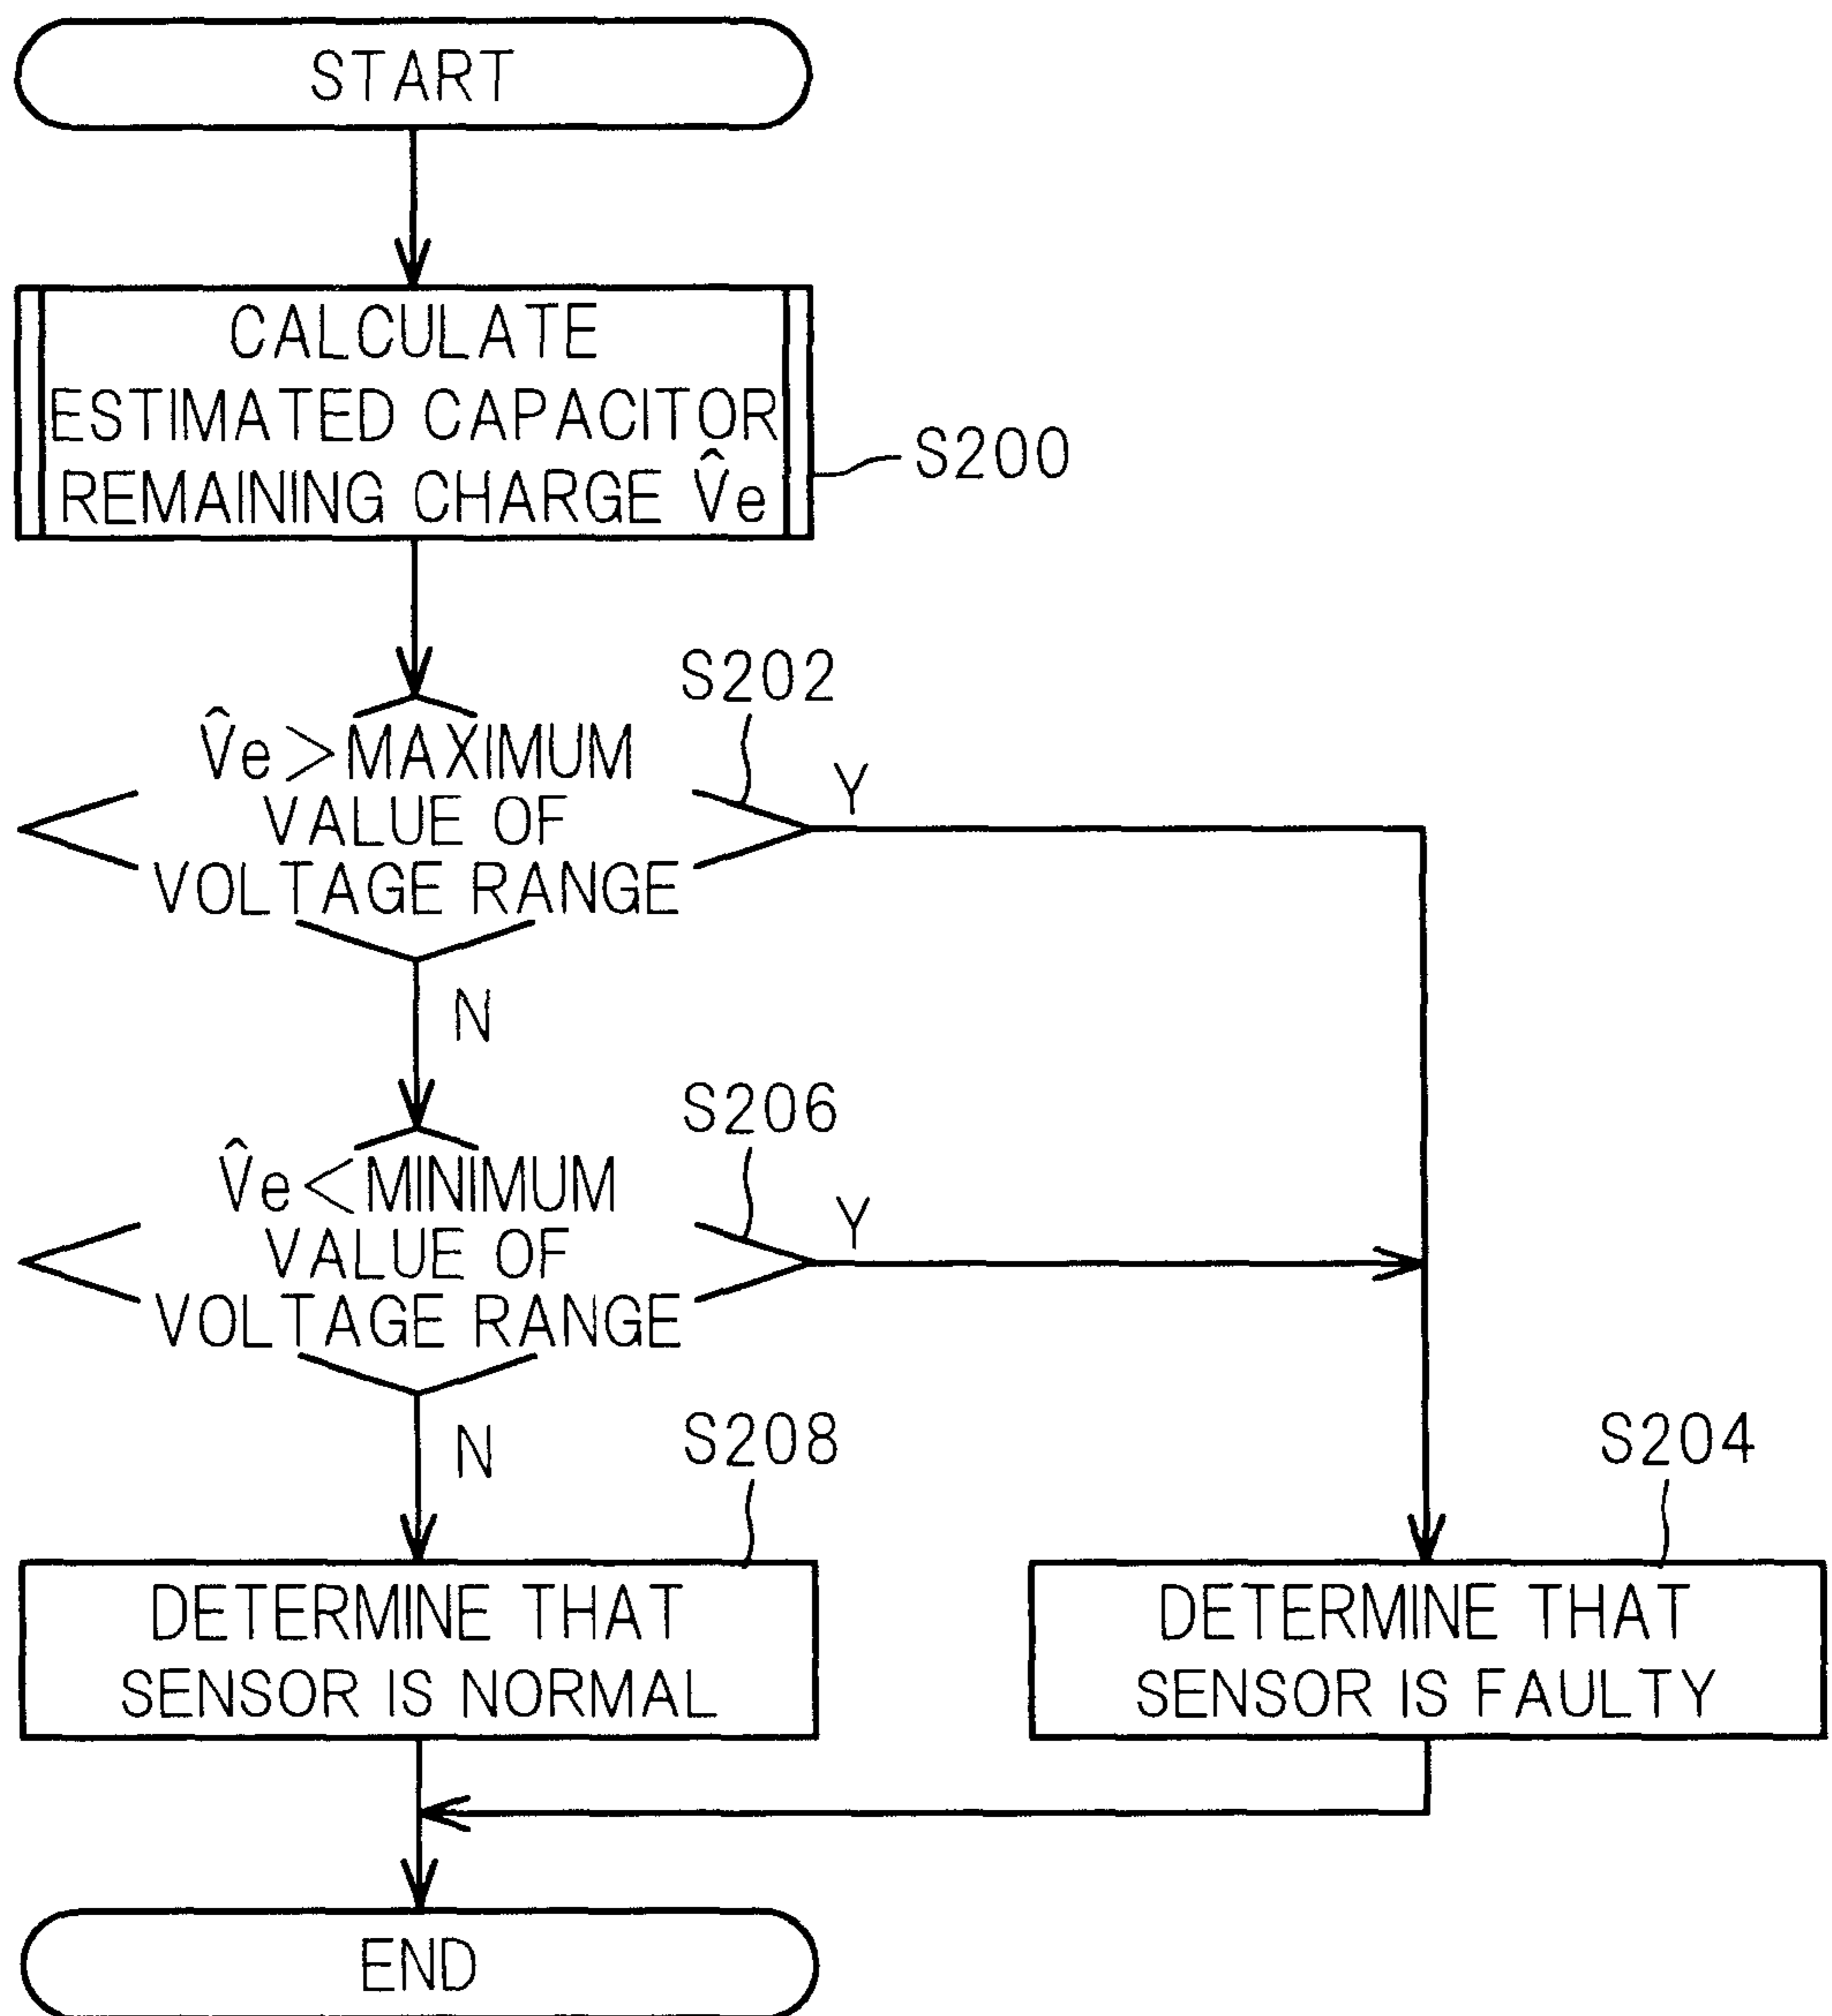 START
CALCULATE
ESTIMATED CAPACITOR
REMAINING CHARGE V̂e
S200
S202
V̂e>MAXIMUM
VALUE OF
VOLTAGE RANGE
Y
N
S206
V̂e<MINIMUM
VALUE OF
VOLTAGE RANGE
Y
N
S208
DETERMINE THAT
SENSOR IS NORMAL
S204
DETERMINE THAT
SENSOR IS FAULTY
END